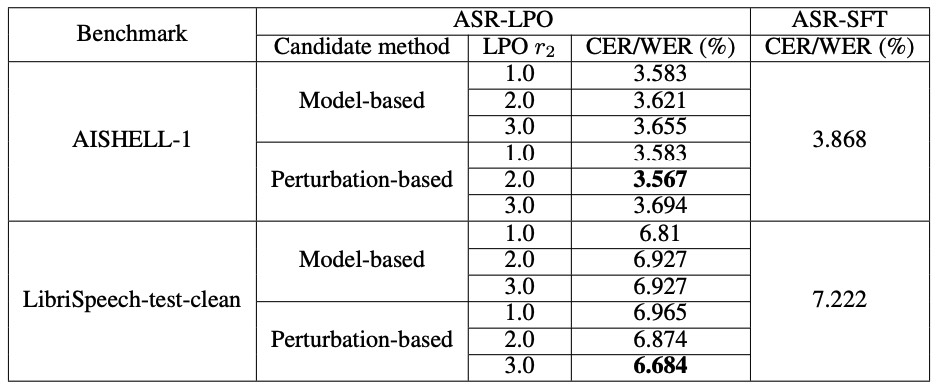 Benchmark ASR-LPO ASR-SFT
Candidate method LPO r₂ CER/WER (%) CER/WER (%)
AISHELL-1 Model-based 1.0 3.583 3.868
2.0 3.621
3.0 3.655
Perturbation-based 1.0 3.583
2.0 3.567
3.0 3.694
LibriSpeech-test-clean Model-based 1.0 6.81 7.222
2.0 6.927
3.0 6.927
Perturbation-based 1.0 6.965
2.0 6.874
3.0 6.684